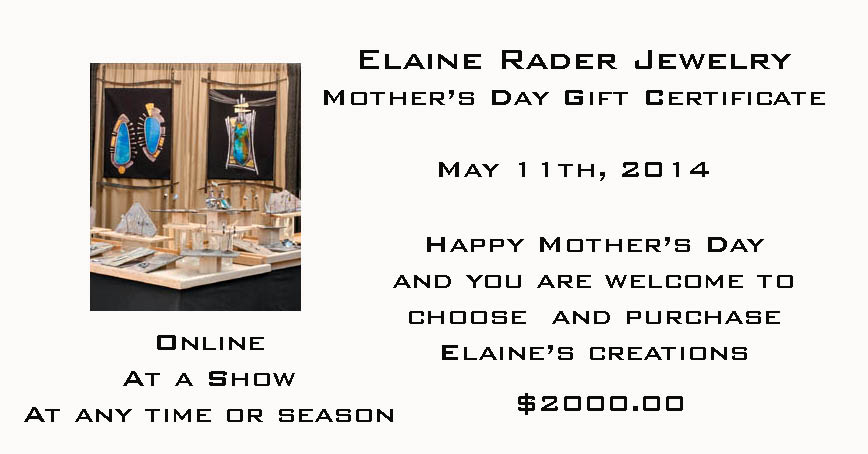 Elaine Rader Jewelry
Mother's Day Gift Certificate
May 11th, 2014
Happy Mother's Day
and you are welcome to
choose  and purchase
Elaine's creations
$2000.00
Online
At a Show
At any time or season